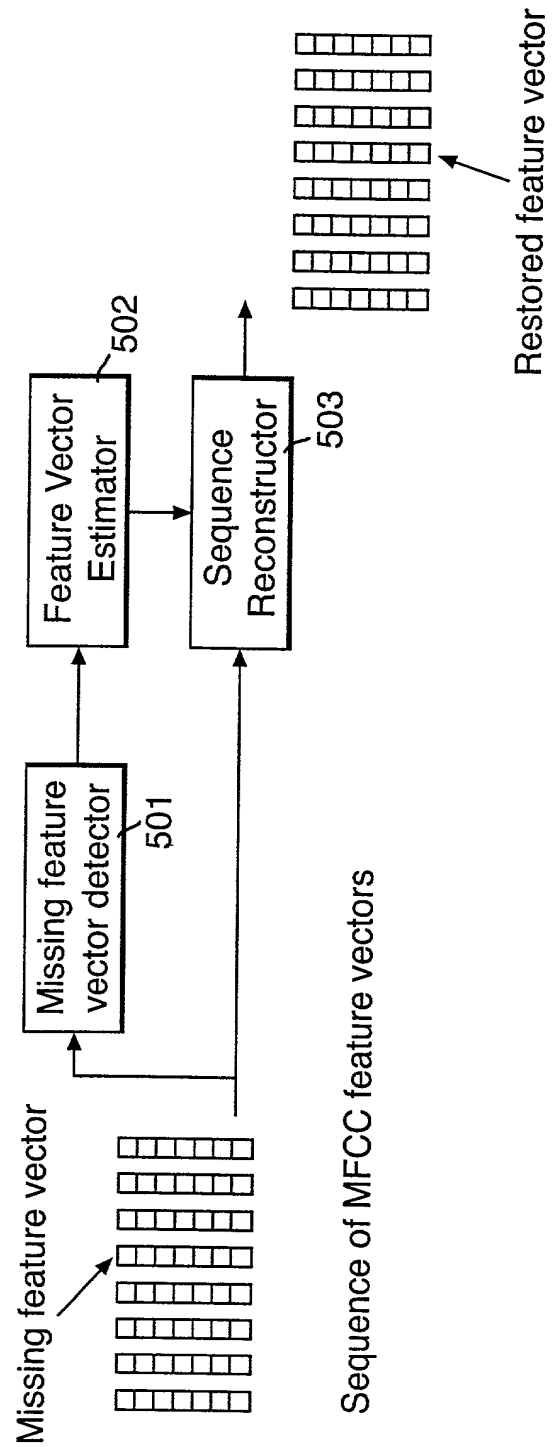 Missing feature vector
Missing feature
vector detector
501
Feature Vector
Estimator
502
Sequence
Reconstructor
503
Sequence of MFCC feature vectors
Restored feature vector